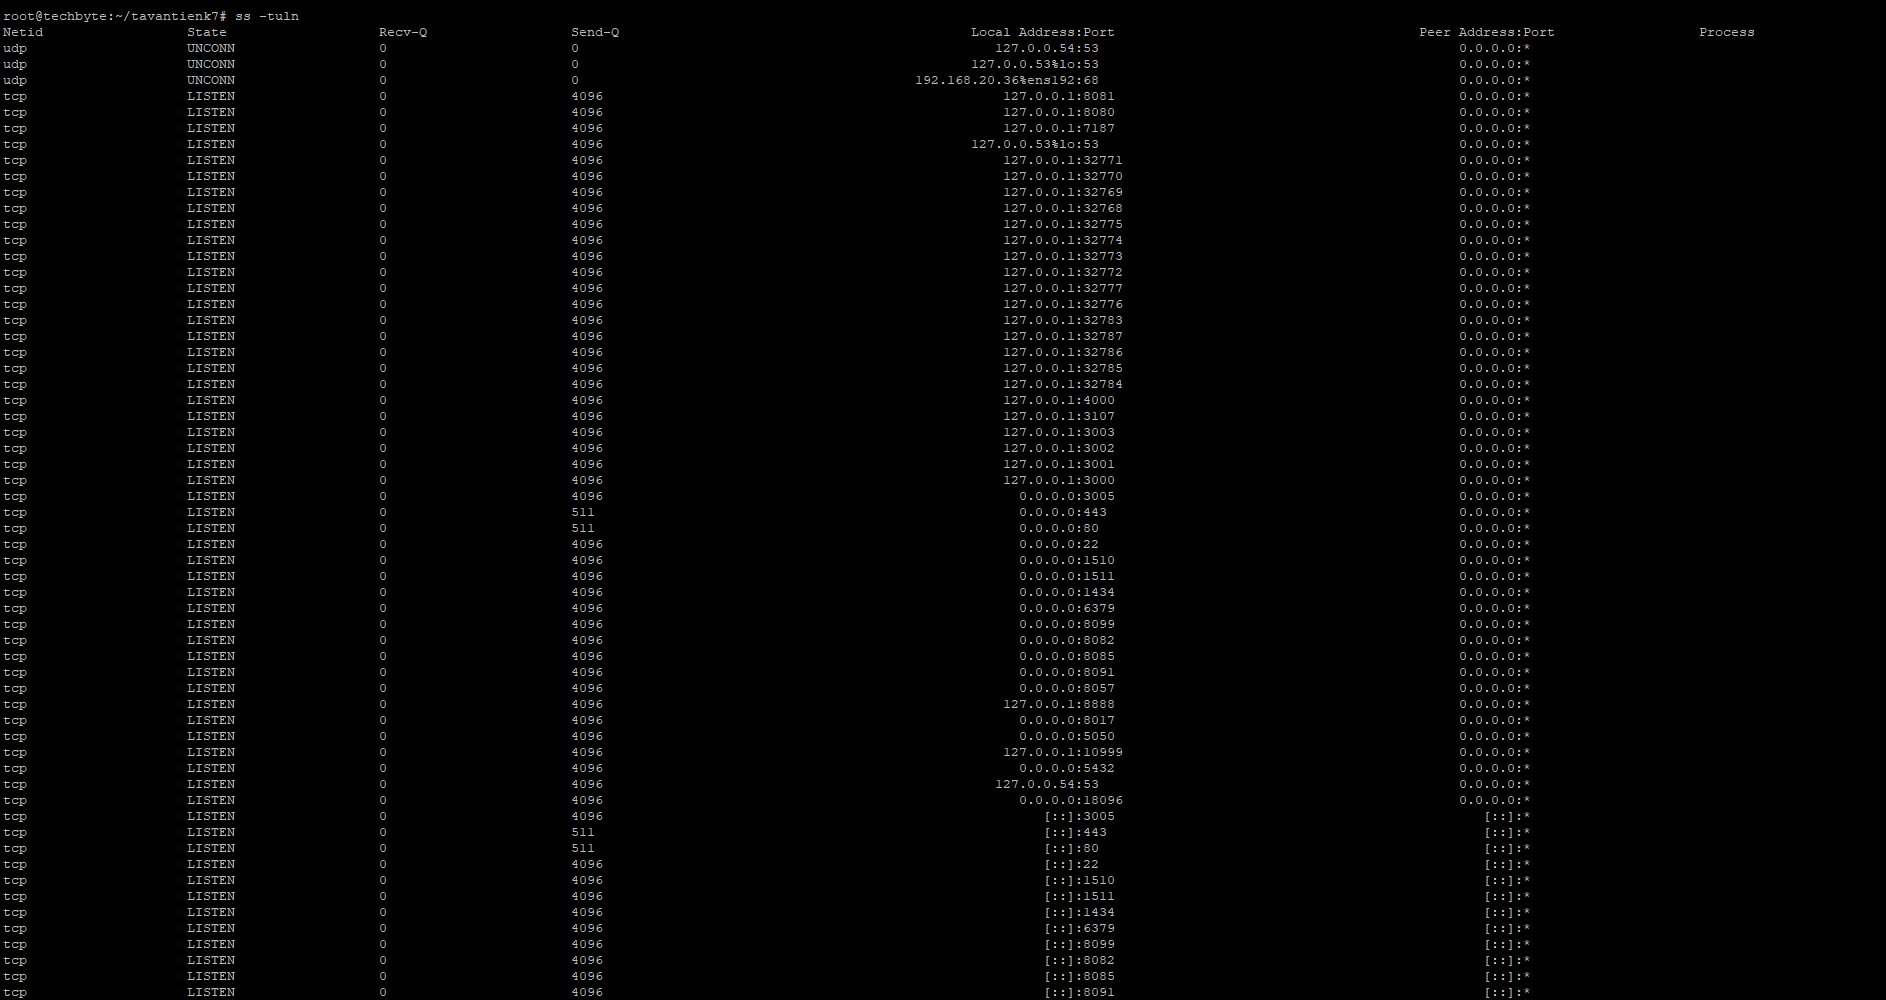 root@techbyte:~/tavantienk7# ss -tuln
Netid State Recv-Q Send-Q Local Address:Port Peer Address:Port Process
udp UNCONN 0 0 127.0.0.54:53 0.0.0.0:*
udp UNCONN 0 0 127.0.0.53%lo:53 0.0.0.0:*
udp UNCONN 0 0 192.168.20.36%ens192:68 0.0.0.0:*
tcp LISTEN 0 4096 127.0.0.1:8081 0.0.0.0:*
tcp LISTEN 0 4096 127.0.0.1:8080 0.0.0.0:*
tcp LISTEN 0 4096 127.0.0.1:7187 0.0.0.0:*
tcp LISTEN 0 4096 127.0.0.53%lo:53 0.0.0.0:*
tcp LISTEN 0 4096 127.0.0.1:32771 0.0.0.0:*
tcp LISTEN 0 4096 127.0.0.1:32770 0.0.0.0:*
tcp LISTEN 0 4096 127.0.0.1:32769 0.0.0.0:*
tcp LISTEN 0 4096 127.0.0.1:32768 0.0.0.0:*
tcp LISTEN 0 4096 127.0.0.1:32775 0.0.0.0:*
tcp LISTEN 0 4096 127.0.0.1:32774 0.0.0.0:*
tcp LISTEN 0 4096 127.0.0.1:32773 0.0.0.0:*
tcp LISTEN 0 4096 127.0.0.1:32772 0.0.0.0:*
tcp LISTEN 0 4096 127.0.0.1:32777 0.0.0.0:*
tcp LISTEN 0 4096 127.0.0.1:32776 0.0.0.0:*
tcp LISTEN 0 4096 127.0.0.1:32783 0.0.0.0:*
tcp LISTEN 0 4096 127.0.0.1:32787 0.0.0.0:*
tcp LISTEN 0 4096 127.0.0.1:32786 0.0.0.0:*
tcp LISTEN 0 4096 127.0.0.1:32785 0.0.0.0:*
tcp LISTEN 0 4096 127.0.0.1:32784 0.0.0.0:*
tcp LISTEN 0 4096 127.0.0.1:4000 0.0.0.0:*
tcp LISTEN 0 4096 127.0.0.1:3107 0.0.0.0:*
tcp LISTEN 0 4096 127.0.0.1:3003 0.0.0.0:*
tcp LISTEN 0 4096 127.0.0.1:3002 0.0.0.0:*
tcp LISTEN 0 4096 127.0.0.1:3001 0.0.0.0:*
tcp LISTEN 0 4096 127.0.0.1:3000 0.0.0.0:*
tcp LISTEN 0 4096 0.0.0.0:3005 0.0.0.0:*
tcp LISTEN 0 511 0.0.0.0:443 0.0.0.0:*
tcp LISTEN 0 511 0.0.0.0:80 0.0.0.0:*
tcp LISTEN 0 4096 0.0.0.0:22 0.0.0.0:*
tcp LISTEN 0 4096 0.0.0.0:1510 0.0.0.0:*
tcp LISTEN 0 4096 0.0.0.0:1511 0.0.0.0:*
tcp LISTEN 0 4096 0.0.0.0:1434 0.0.0.0:*
tcp LISTEN 0 4096 0.0.0.0:6379 0.0.0.0:*
tcp LISTEN 0 4096 0.0.0.0:8099 0.0.0.0:*
tcp LISTEN 0 4096 0.0.0.0:8082 0.0.0.0:*
tcp LISTEN 0 4096 0.0.0.0:8085 0.0.0.0:*
tcp LISTEN 0 4096 0.0.0.0:8091 0.0.0.0:*
tcp LISTEN 0 4096 0.0.0.0:8057 0.0.0.0:*
tcp LISTEN 0 4096 127.0.0.1:8888 0.0.0.0:*
tcp LISTEN 0 4096 0.0.0.0:8017 0.0.0.0:*
tcp LISTEN 0 4096 0.0.0.0:5050 0.0.0.0:*
tcp LISTEN 0 4096 127.0.0.1:10999 0.0.0.0:*
tcp LISTEN 0 4096 0.0.0.0:5432 0.0.0.0:*
tcp LISTEN 0 4096 127.0.0.54:53 0.0.0.0:*
tcp LISTEN 0 4096 0.0.0.0:18096 0.0.0.0:*
tcp LISTEN 0 4096 [::]:3005 [::]:*
tcp LISTEN 0 511 [::]:443 [::]:*
tcp LISTEN 0 511 [::]:80 [::]:*
tcp LISTEN 0 4096 [::]:22 [::]:*
tcp LISTEN 0 4096 [::]:1510 [::]:*
tcp LISTEN 0 4096 [::]:1511 [::]:*
tcp LISTEN 0 4096 [::]:1434 [::]:*
tcp LISTEN 0 4096 [::]:6379 [::]:*
tcp LISTEN 0 4096 [::]:8099 [::]:*
tcp LISTEN 0 4096 [::]:8082 [::]:*
tcp LISTEN 0 4096 [::]:8085 [::]:*
tcp LISTEN 0 4096 [::]:8091 [::]:*